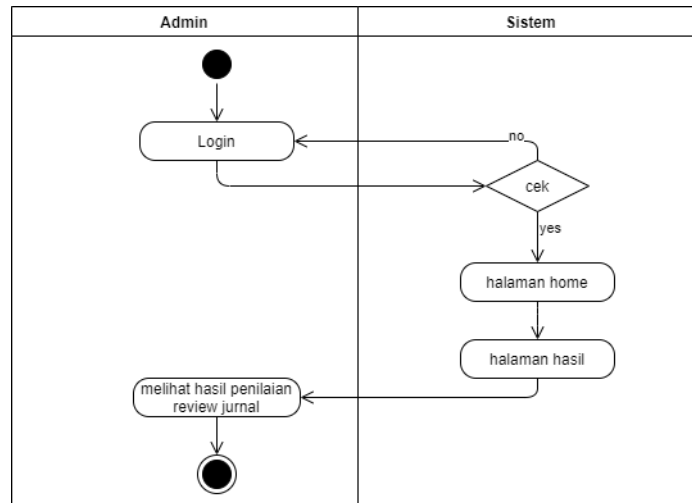 Admin
Sistem
Login
no
cek
yes
halaman home
halaman hasil
melihat hasil penilaian
review jurnal